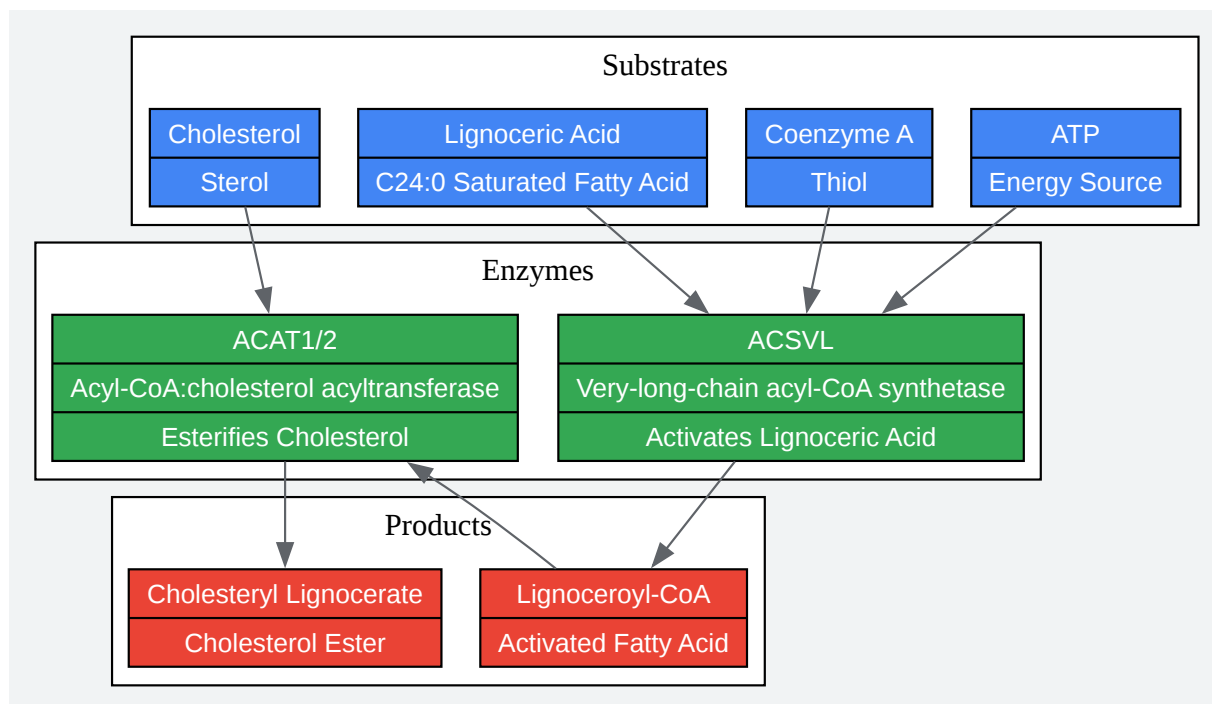 Substrates
Cholesterol
Sterol
Lignoceric Acid
C24:0 Saturated Fatty Acid
Coenzyme A
Thiol
ATP
Energy Source
Enzymes
ACAT1/2
Acyl-CoA:cholesterol acyltransferase
Esterifies Cholesterol
ACSVL
Very-long-chain acyl-CoA synthetase
Activates Lignoceric Acid
Products
Cholesteryl Lignocerate
Cholesterol Ester
Lignoceroyl-CoA
Activated Fatty Acid